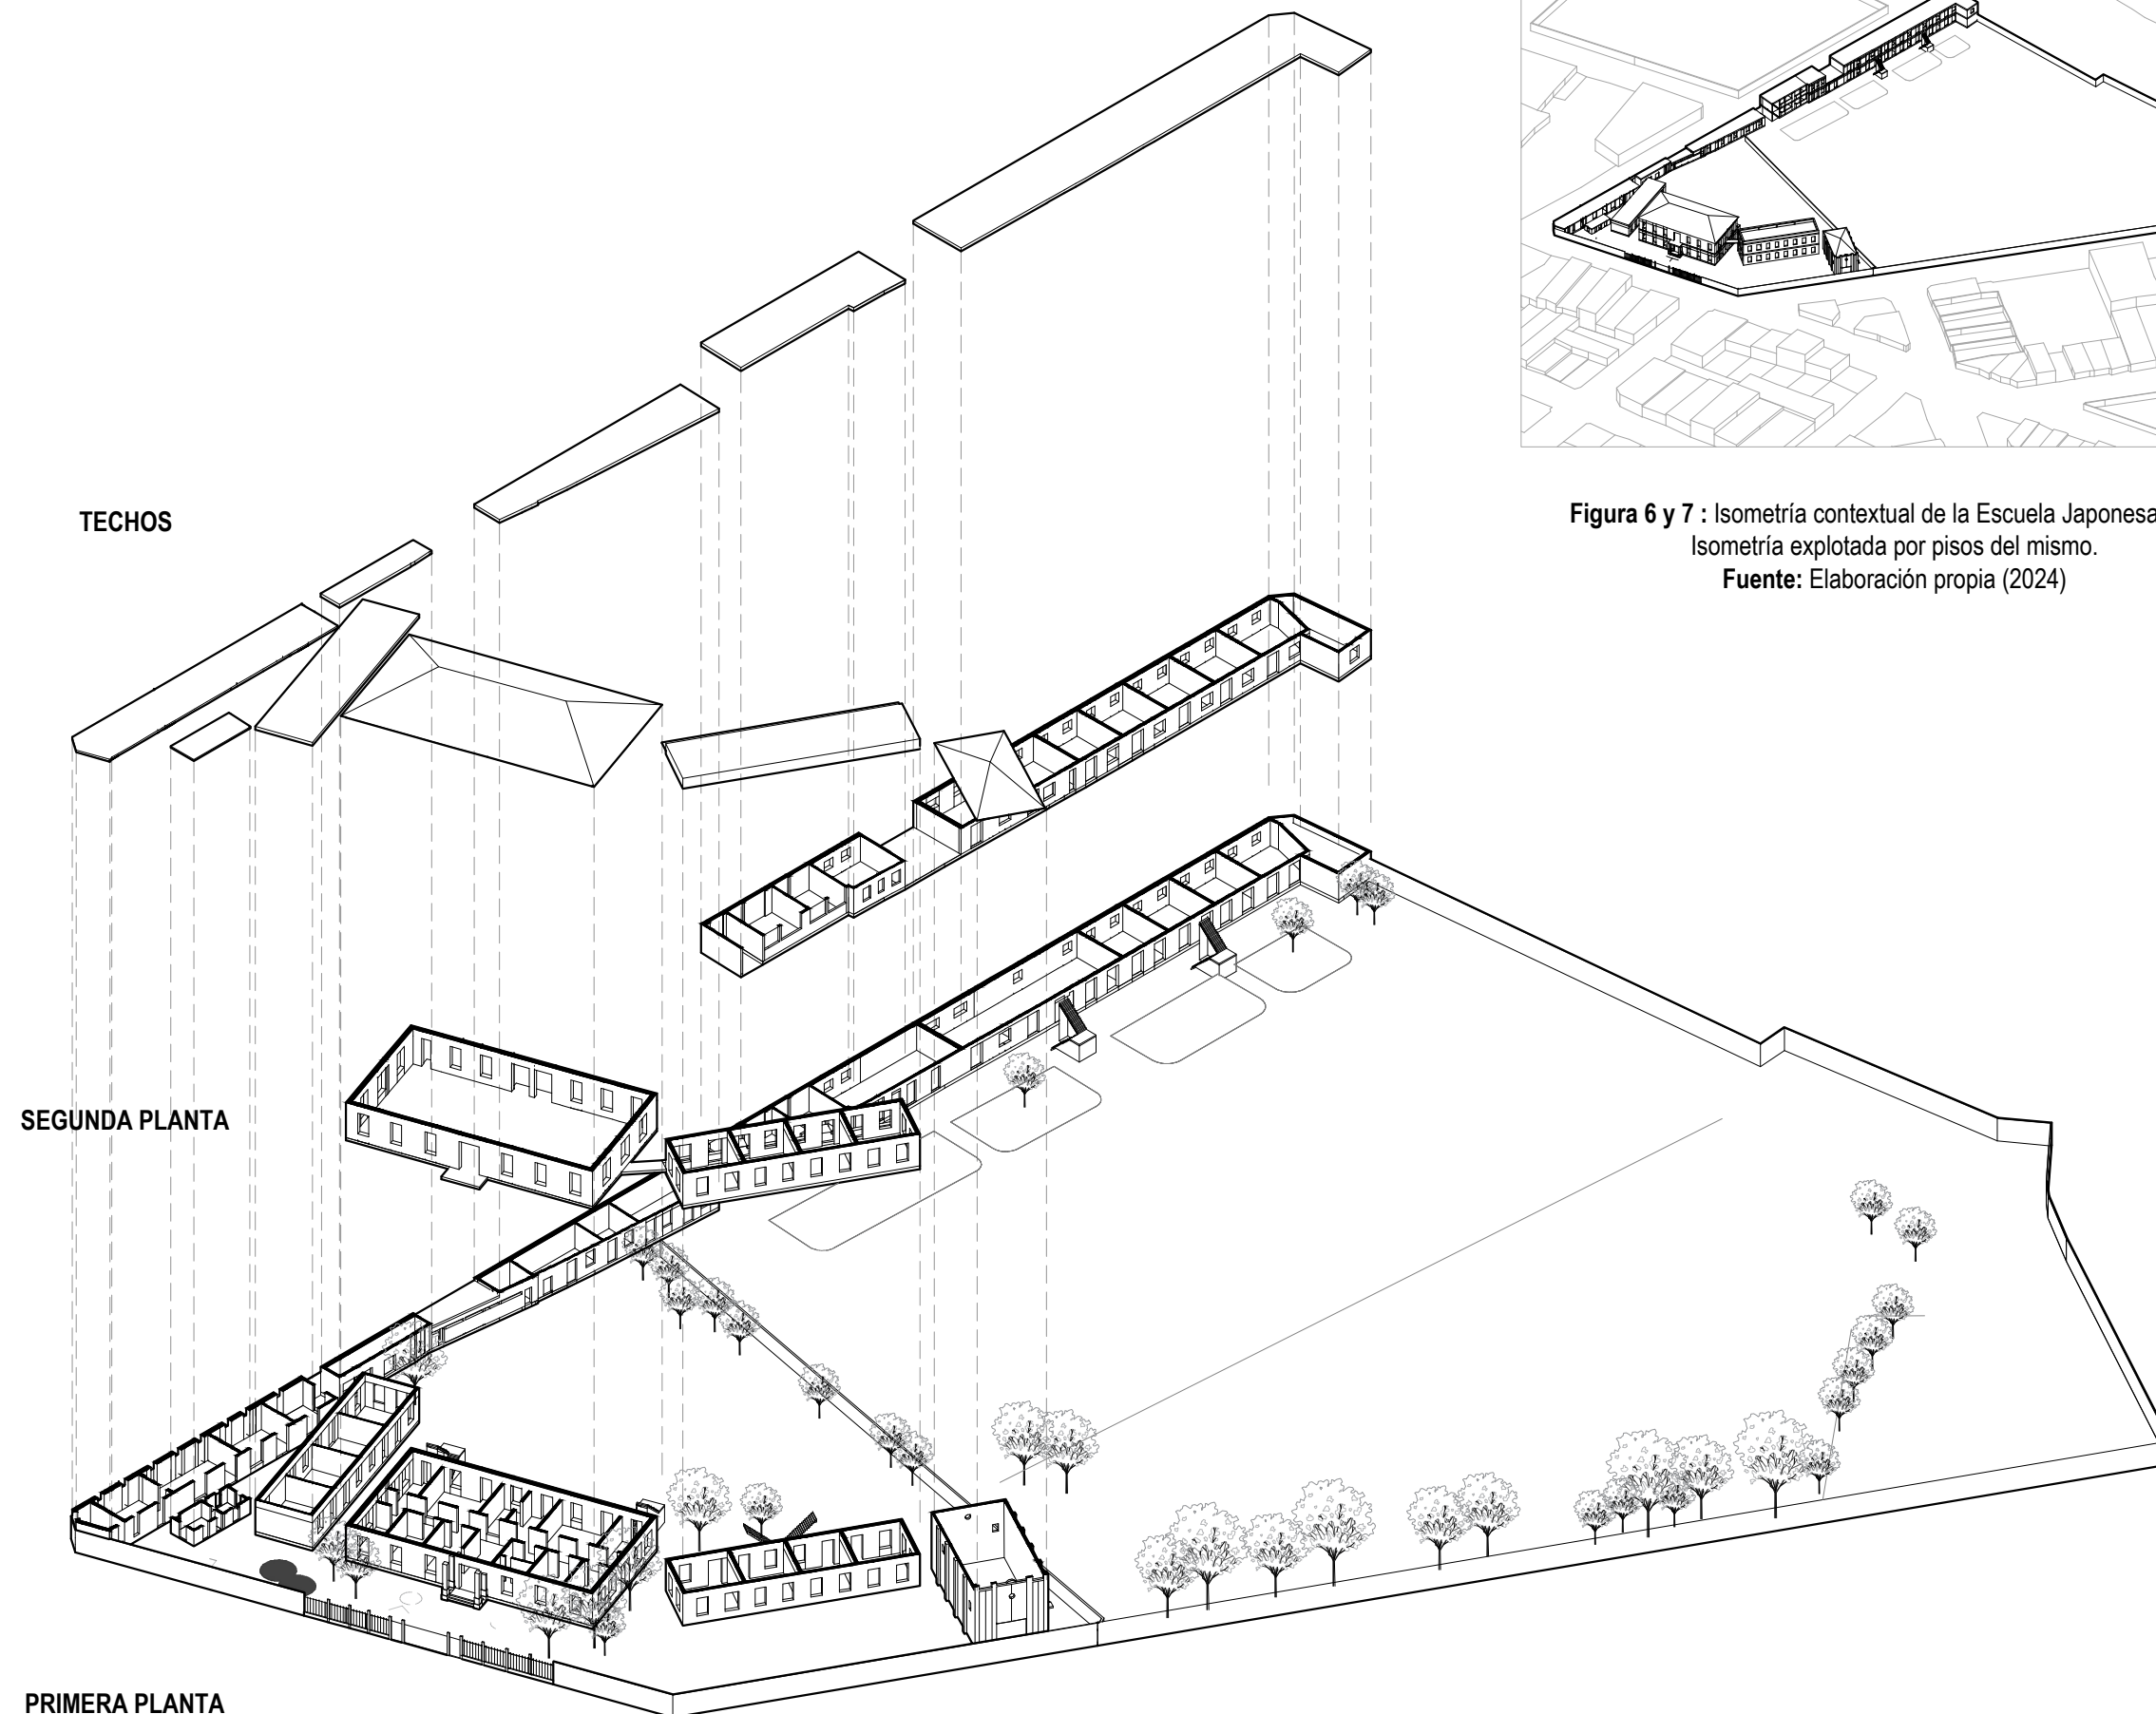 TECHOS
Figura 6 y 7 : Isometría contextual de la Escuela Japonesa
Isometría explotada por pisos del mismo.
Fuente: Elaboración propia (2024)
SEGUNDA PLANTA
PRIMERA PLANTA